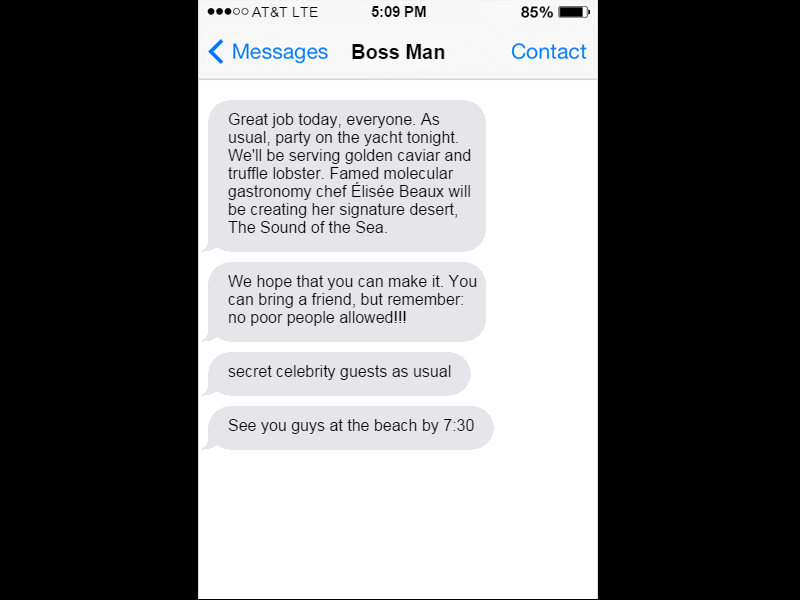 AT&T LTE 5:09 PM 85%
Messages Boss Man Contact
Great job today, everyone. As
usual, party on the yacht tonight.
We'll be serving golden caviar and
truffle lobster. Famed molecular
gastronomy chef Élisée Beaux will
be creating her signature desert,
The Sound of the Sea.
We hope that you can make it. You
can bring a friend, but remember:
no poor people allowed!!!
secret celebrity guests as usual
See you guys at the beach by 7:30